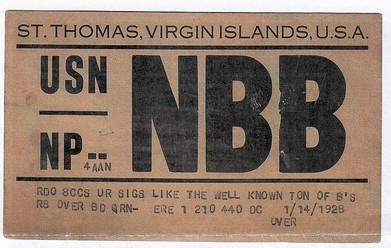 ST. THOMAS, VIRGIN ISLANDS, U.S.A.
USN
NBB
NP--
4AAN
RDO 8CCS UR SIGS LIKE THE WELL KNOWN TON OF B'S
R8 OVER BD QRN- ERE 1 210 440 DC 1/14/1928
OVER